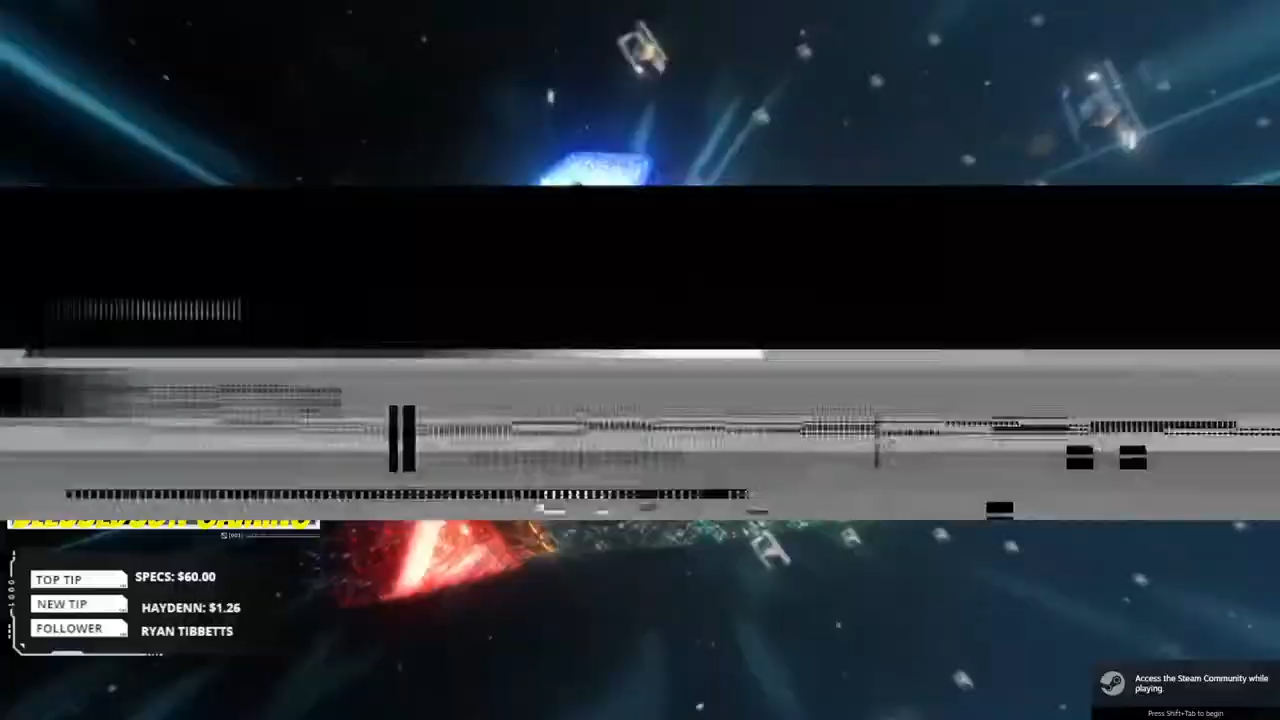 TOP TIP
SPECS: $60.00
NEW TIP
HAYDENN: $1.26
FOLLOWER
RYAN TIBBETTS
Access the Steam Community while
playing.
Press Shift+Tab to begin